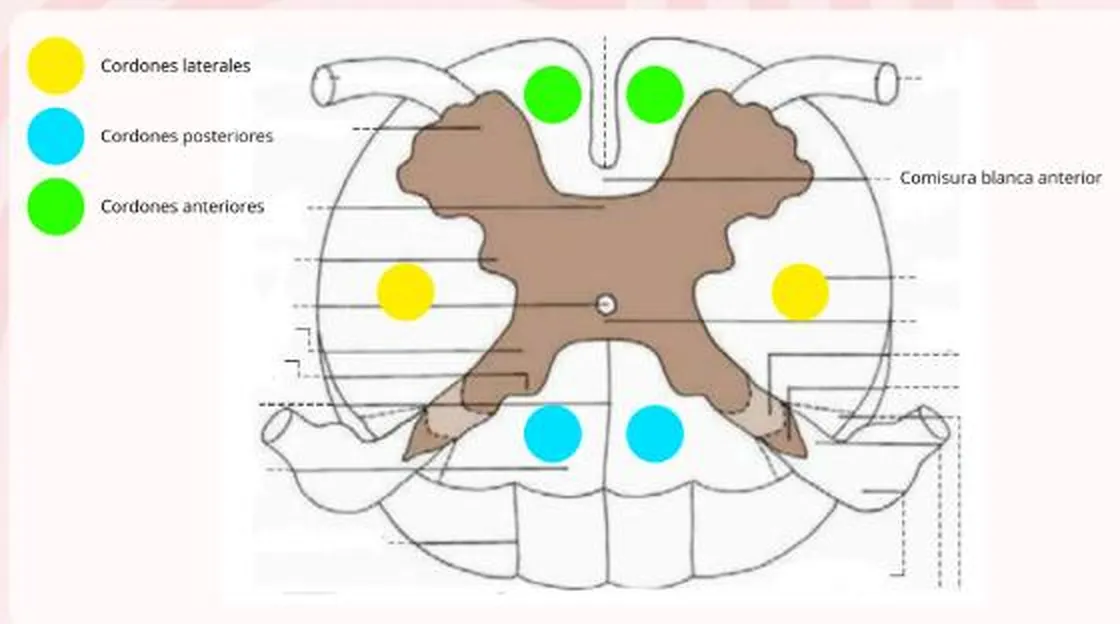 Cordones laterales
Cordones posteriores
Cordones anteriores
Comisura blanca anterior